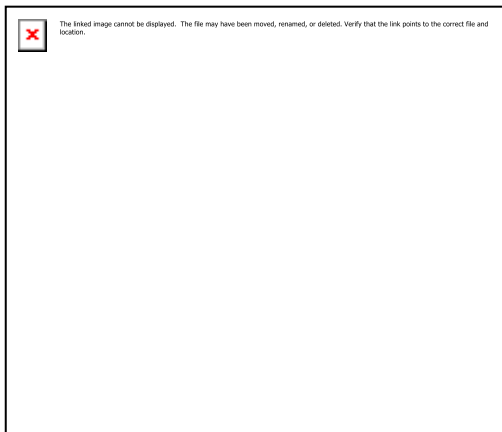 The linked image cannot be displayed.  The file may have been moved, renamed, or deleted. Verify that the link points to the correct file and
location.